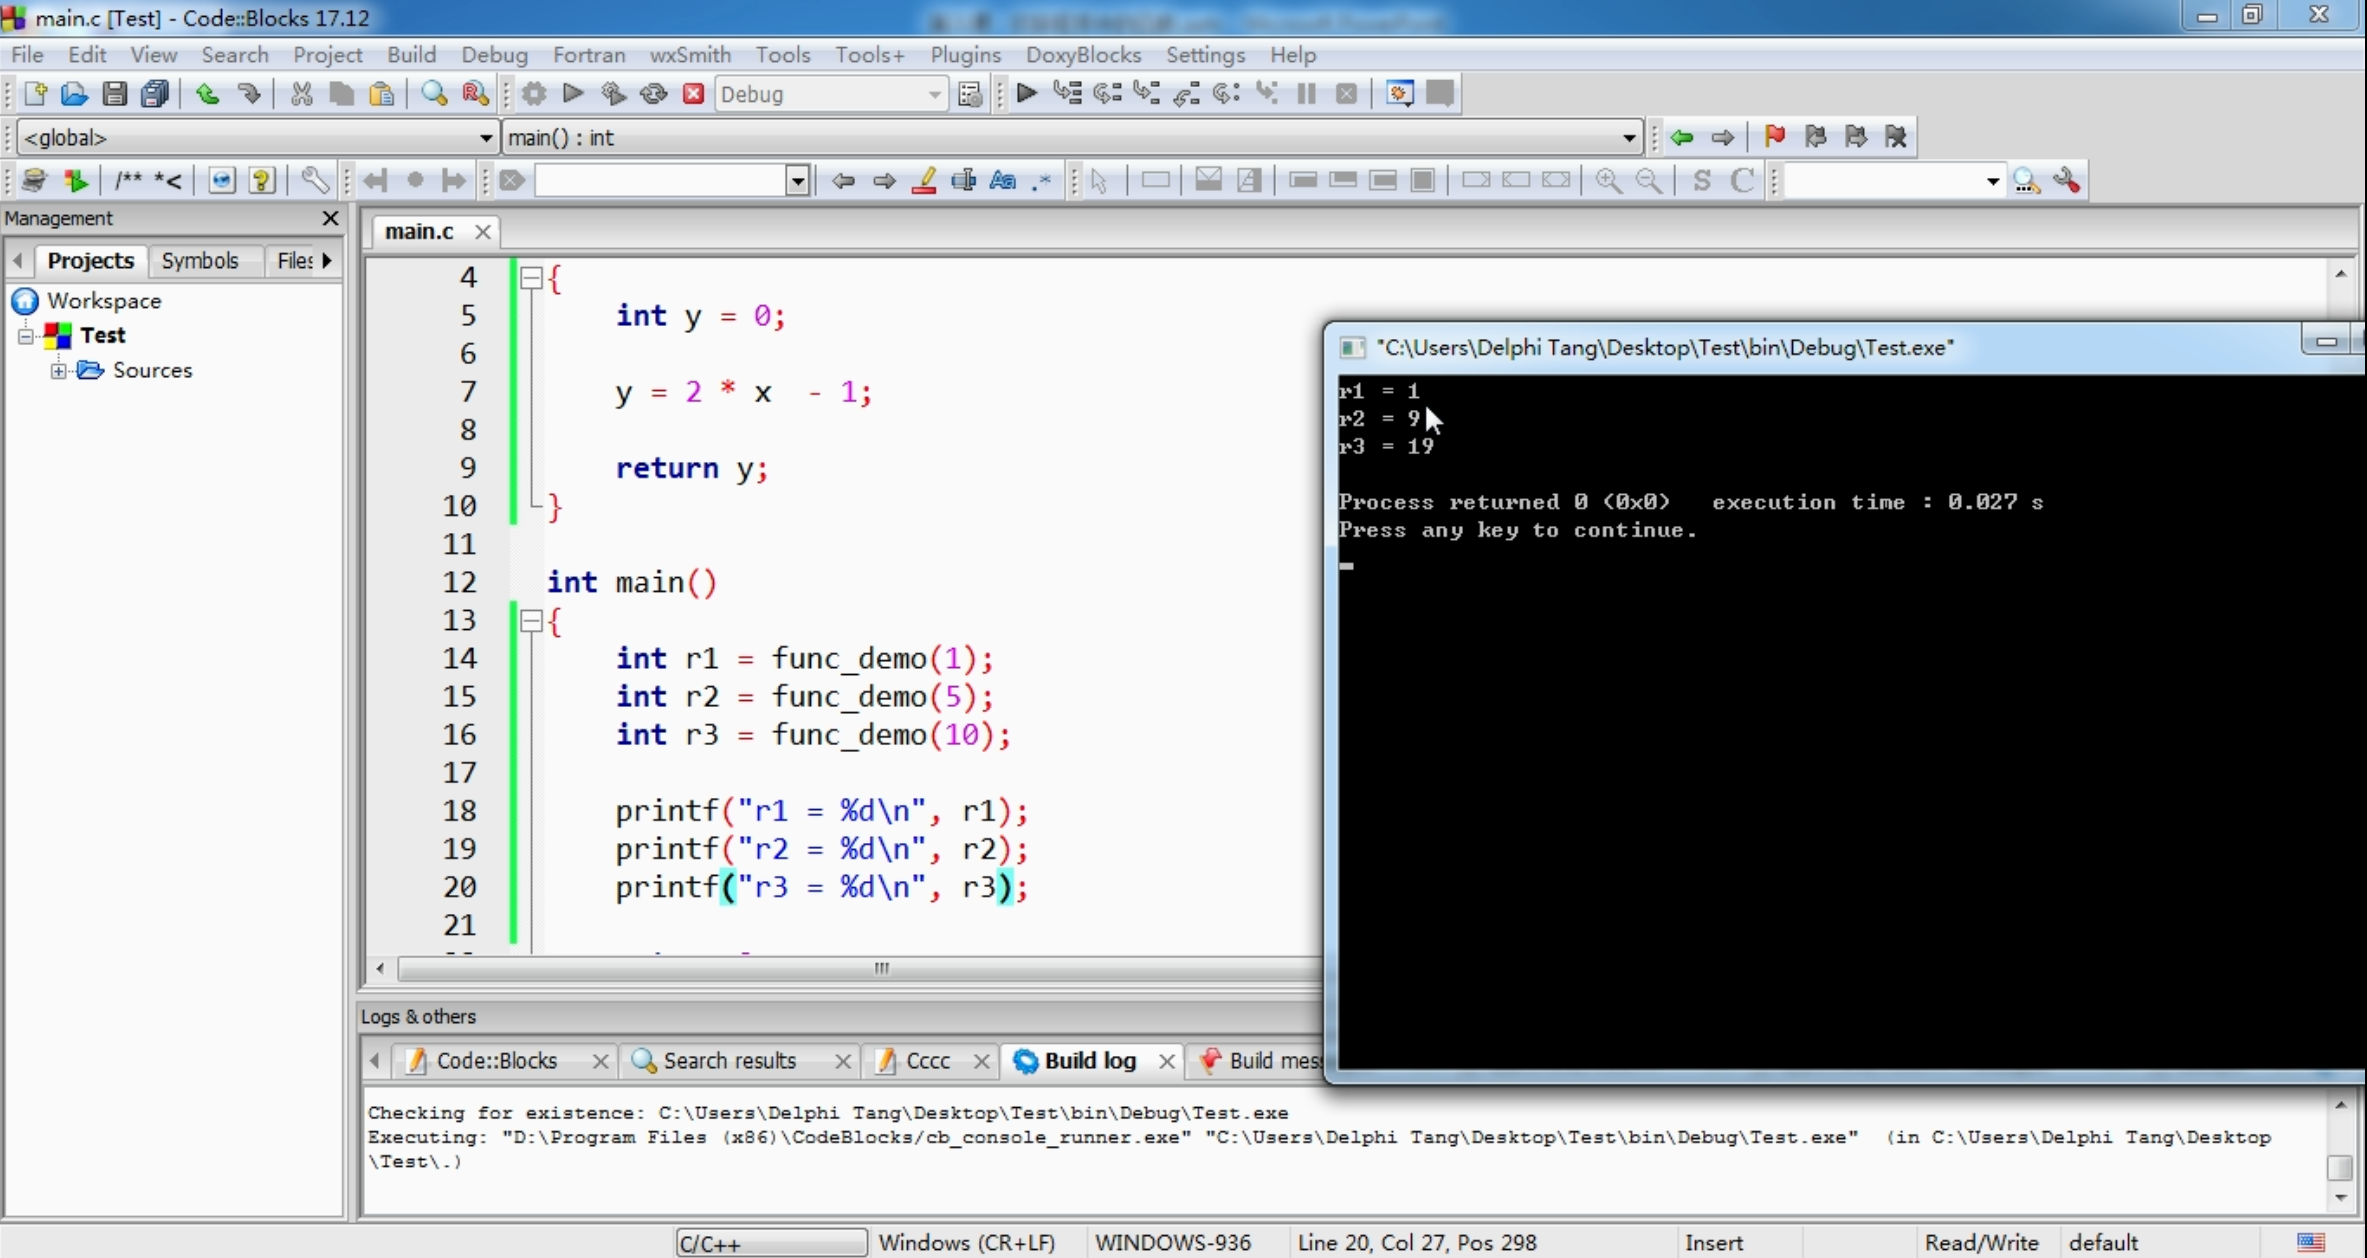 main.c [Test] - Code::Blocks 17.12
File Edit View Search Project Build Debug Fortran wxSmith Tools Tools+ Plugins DoxyBlocks Settings Help
Debug
<global> main() : int
/** *<
Aa .* S C
Management
Projects Symbols Files
Workspace
Test
Sources
main.c
4 {
5 int y = 0;
6
7 y = 2 * x  - 1;
8
9 return y;
10 }
11
12 int main()
13 {
14 int r1 = func_demo(1);
15 int r2 = func_demo(5);
16 int r3 = func_demo(10);
17
18 printf("r1 = %d\n", r1);
19 printf("r2 = %d\n", r2);
20 printf("r3 = %d\n", r3);
21
"C:\Users\Delphi Tang\Desktop\Test\bin\Debug\Test.exe"
r1 = 1
r2 = 9
r3 = 19
Process returned 0 (0x0)   execution time : 0.027 s
Press any key to continue.
Logs & others
Code::Blocks Search results Cccc Build log Build mes
Checking for existence: C:\Users\Delphi Tang\Desktop\Test\bin\Debug\Test.exe
Executing: "D:\Program Files (x86)\CodeBlocks/cb_console_runner.exe" "C:\Users\Delphi Tang\Desktop\Test\bin\Debug\Test.exe"  (in C:\Users\Delphi Tang\Desktop
\Test\.)
C/C++ Windows (CR+LF) WINDOWS-936 Line 20, Col 27, Pos 298 Insert Read/Write default